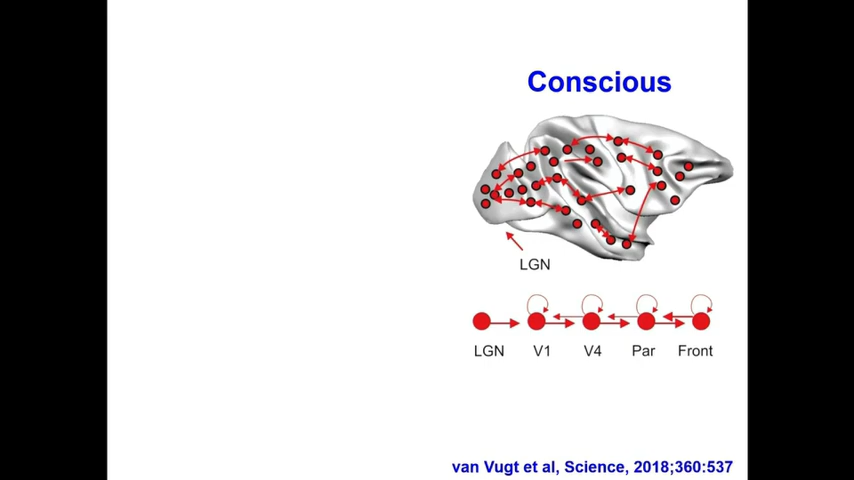 Conscious
LGN
LGN V1 V4 Par Front
van Vugt et al, Science, 2018;360:537